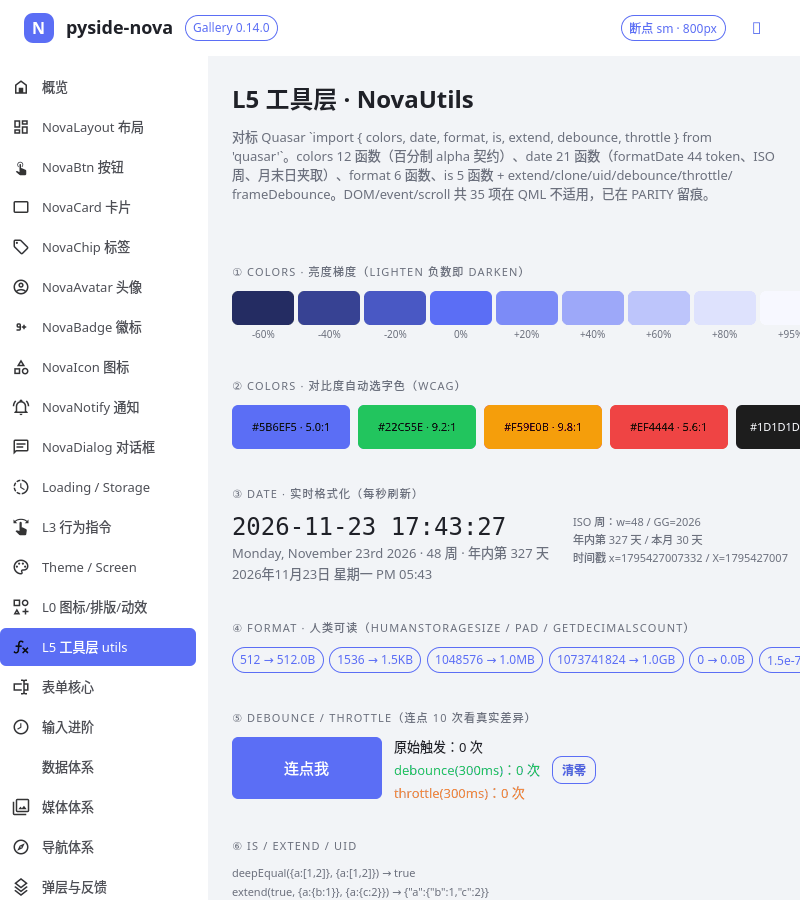 N pyside-nova Gallery 0.14.0 断点 sm · 800px
概览
NovaLayout 布局
NovaBtn 按钮
NovaCard 卡片
NovaChip 标签
NovaAvatar 头像
9+ NovaBadge 徽标
NovaIcon 图标
NovaNotify 通知
NovaDialog 对话框
Loading / Storage
L3 行为指令
Theme / Screen
L0 图标/排版/动效
L5 工具层 utils
表单核心
输入进阶
数据体系
媒体体系
导航体系
弹层与反馈
L5 工具层 · NovaUtils
对标 Quasar `import { colors, date, format, is, extend, debounce, throttle } from
'quasar'`。colors 12 函数（百分制 alpha 契约）、date 21 函数（formatDate 44 token、ISO
周、月末日夹取）、format 6 函数、is 5 函数 + extend/clone/uid/debounce/throttle/
frameDebounce。DOM/event/scroll 共 35 项在 QML 不适用，已在 PARITY 留痕。
① COLORS · 亮度梯度（LIGHTEN 负数即 DARKEN）
-60% -40% -20% 0% +20% +40% +60% +80% +95%
② COLORS · 对比度自动选字色（WCAG）
#5B6EF5 · 5.0:1 #22C55E · 9.2:1 #F59E0B · 9.8:1 #EF4444 · 5.6:1 #1D1D1D
③ DATE · 实时格式化（每秒刷新）
2026-11-23 17:43:27
Monday, November 23rd 2026 · 48 周 · 年内第 327 天
2026年11月23日 星期一 PM 05:43
ISO 周：w=48 / GG=2026
年内第 327 天 / 本月 30 天
时间戳 x=1795427007332 / X=1795427007
④ FORMAT · 人类可读（HUMANSTORAGESIZE / PAD / GETDECIMALSCOUNT）
512 → 512.0B 1536 → 1.5KB 1048576 → 1.0MB 1073741824 → 1.0GB 0 → 0.0B 1.5e-7
⑤ DEBOUNCE / THROTTLE（连点 10 次看真实差异）
连点我
原始触发：0 次
debounce(300ms)：0 次
throttle(300ms)：0 次
清零
⑥ IS / EXTEND / UID
deepEqual({a:[1,2]}, {a:[1,2]}) → true
extend(true, {a:{b:1}}, {a:{c:2}}) → {"a":{"b":1,"c":2}}